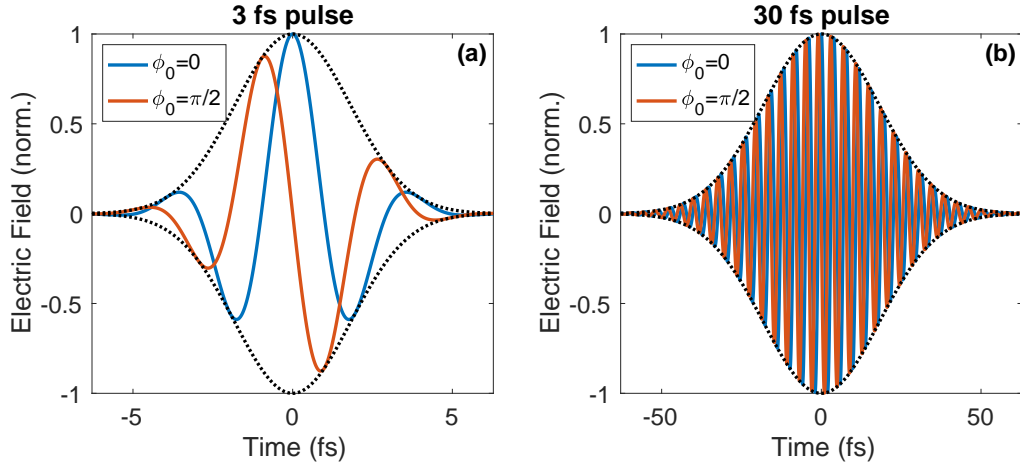 3 fs pulse
(a)
ϕ0=0
ϕ0=π/2
Electric Field (norm.)
1
0.5
0
-0.5
-1
-5
0
5
Time (fs)
30 fs pulse
(b)
ϕ0=0
ϕ0=π/2
Electric Field (norm.)
1
0.5
0
-0.5
-1
-50
0
50
Time (fs)